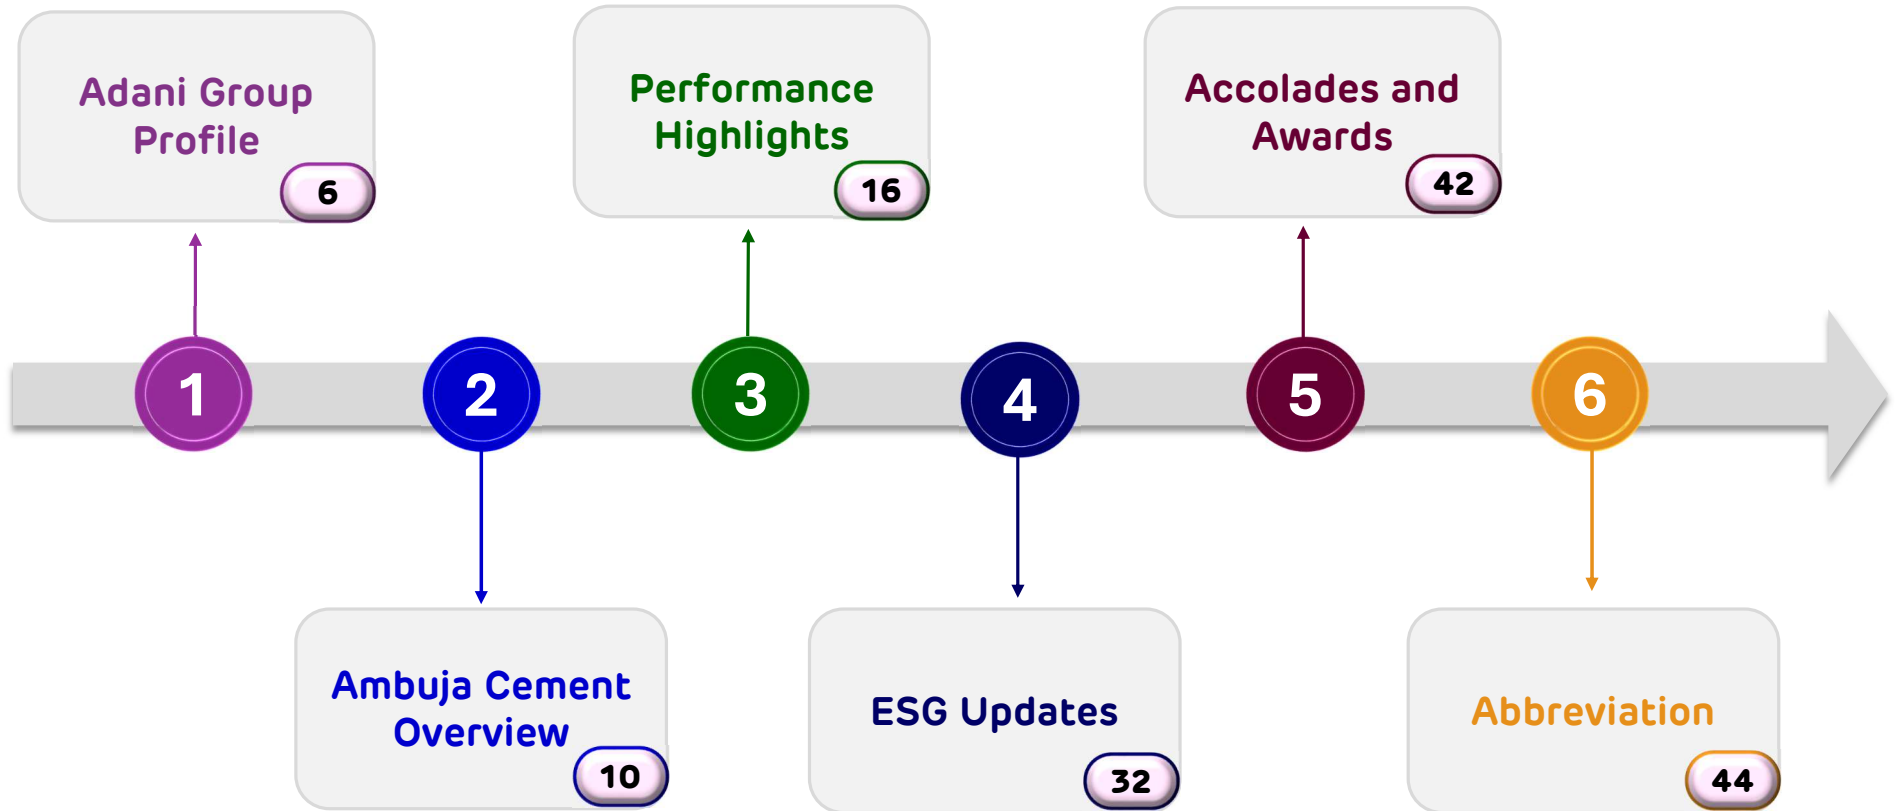 Adani Group
Profile
6
Performance
Highlights
16
Accolades and
Awards
42
1
2
3
4
5
6
Ambuja Cement
Overview
10
ESG Updates
32
Abbreviation
44